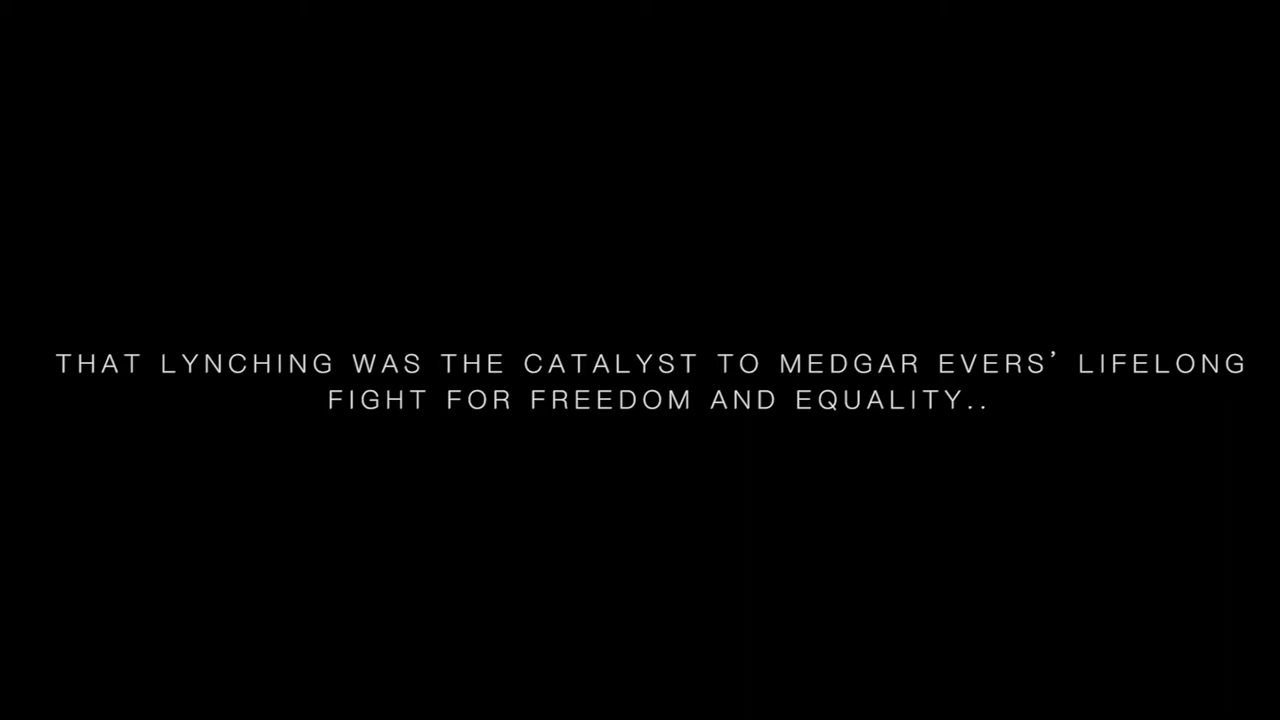 THAT LYNCHING WAS THE CATALYST TO MEDGAR EVERS’ LIFELONG
FIGHT FOR FREEDOM AND EQUALITY..